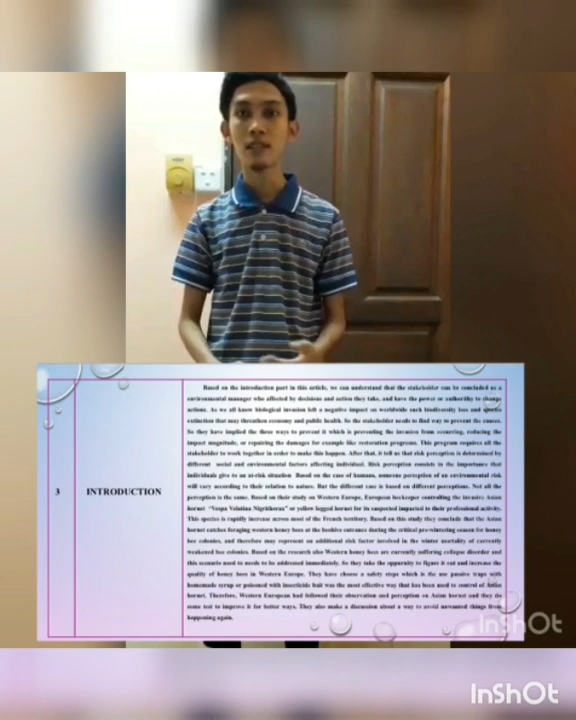 Based on the introduction part in this article, we can understand that the stakeholder can be concluded as a
environmental manager who affected by decisions and action they take, and have the power or authority to change
actions. As we all know biological invasion left a negative impact on worldwide such biodiversity loss and species
extinction that may threathen economy and public health. So the stakeholder needs to find way to prevent the causes.
So they have implied the three ways to prevent it which is preventing the invasion from occurring, reducing the
impact magnitude, or repairing the damages for example like restoration programs. This program requires all the
stakeholder to work together in order to make this happen. After that, it tell us that risk perception is determined by
different social and environmental factors affecting individual. Risk perception consists in the importance that
individuals give to an at-risk situation Based on the case of humans, someone perception of an environmental risk
will vary according to their relation to nature. But the different case is based on different perceptions. Not all the
perception is the same. Based on their study on Western Europe, European beekeeper controlling the invasive Asian
hornet "Vespa Velutina Nigrithorax" or yellow legged hornet for its suspected impacted to their professional activity.
This species is rapidly increase across most of the French territory. Based on this study they conclude that the Asian
hornet catches foraging western honey bees at the beehive entrance during the critical pre-wintering season for honey
bee colonies, and therefore may represent an additional risk factor involved in the winter mortality of currently
weakened bee colonies. Based on the research also Western honey bees are currently suffering collapse disorder and
this scenario need to needs to be addressed immediately. So they take the oppurtunity to figure it out and increase the
quality of honey bees in Western Europe. They have choose a safety steps which is the use passive traps with
homemade syrup or poisoned with insecticide bait was the most effective way that has been used to control of Asian
hornet. Therefore, Western European had followed their observation and perception on Asian hornet and they do
some test to improve it for better ways. They also make a discussion about a way to avoid unwanted things from
happening again.
3 INTRODUCTION
InShOt
InShOt